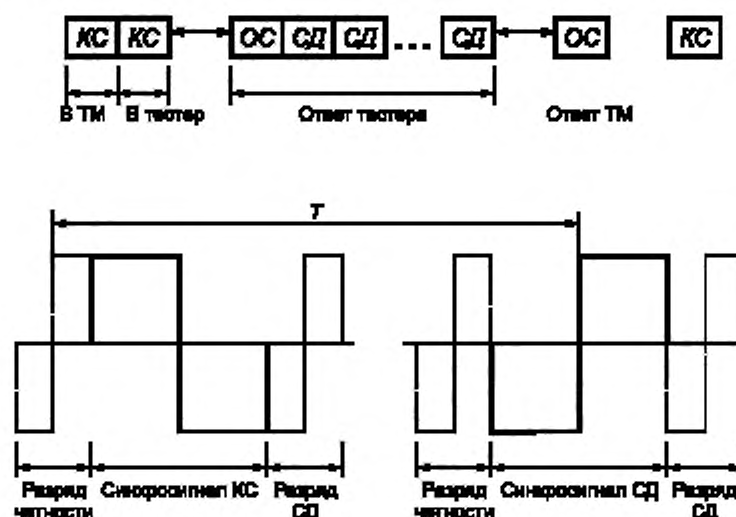 КС КС ОС СД СД ... СД ОС КС
В ТМ В тестер Ответ тестера Ответ ТМ
T
Разряд четности Синхросигнал КС Разряд СД Разряд четности Синхросигнал СД Разряд СД